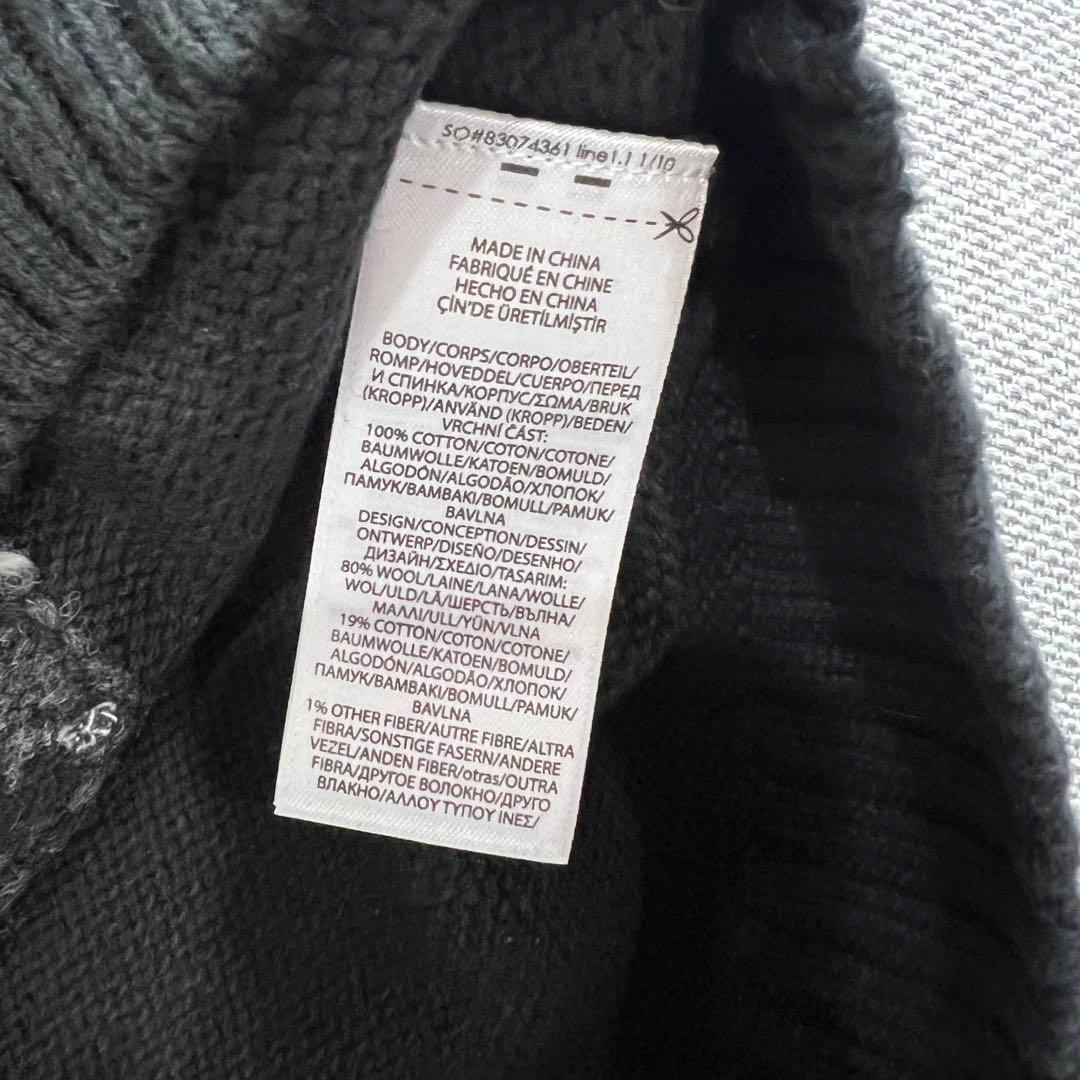 SO#83074361 line1.1 1/10
MADE IN CHINA
FABRIQUÉ EN CHINE
HECHO EN CHINA
ÇİN'DE ÜRETİLMİŞTİR
BODY/CORPS/CORPO/OBERTEIL/
ROMP/HOVEDDEL/CUERPO/ПЕРЕД
И СПИНКА/КОРПУС/ΣΩΜΑ/BRUK
(KROPP)/ANVÄND (KROPP)/BEDEN/
VRCHNÍ ČÁST:
100% COTTON/COTON/COTONE/
BAUMWOLLE/KATOEN/BOMULD/
ALGODÓN/ALGODÃO/ХЛОПОК/
ПАМУК/ΒΑΜΒΑΚΙ/BOMULL/PAMUK/
BAVLNA
DESIGN/CONCEPTION/DESSIN/
ONTWERP/DISEÑO/DESENHO/
ДИЗАЙН/ΣΧΕΔΙΟ/TASARIM:
80% WOOL/LAINE/LANA/WOLLE/
WOL/ULD/LÃ/ШЕРСТЬ/ВЪЛНА/
ΜΑΛΛΙ/ULL/YÜN/VLNA
19% COTTON/COTON/COTONE/
BAUMWOLLE/KATOEN/BOMULD/
ALGODÓN/ALGODÃO/ХЛОПОК/
ПАМУК/ΒΑΜΒΑΚΙ/BOMULL/PAMUK/
BAVLNA
1% OTHER FIBER/AUTRE FIBRE/ALTRA
FIBRA/SONSTIGE FASERN/ANDERE
VEZEL/ANDEN FIBER/otras/OUTRA
FIBRA/ДРУГОЕ ВОЛОКНО/ДРУГО
ВЛАКНО/ΑΛΛΟΥ ΤΥΠΟΥ ΙΝΕΣ/